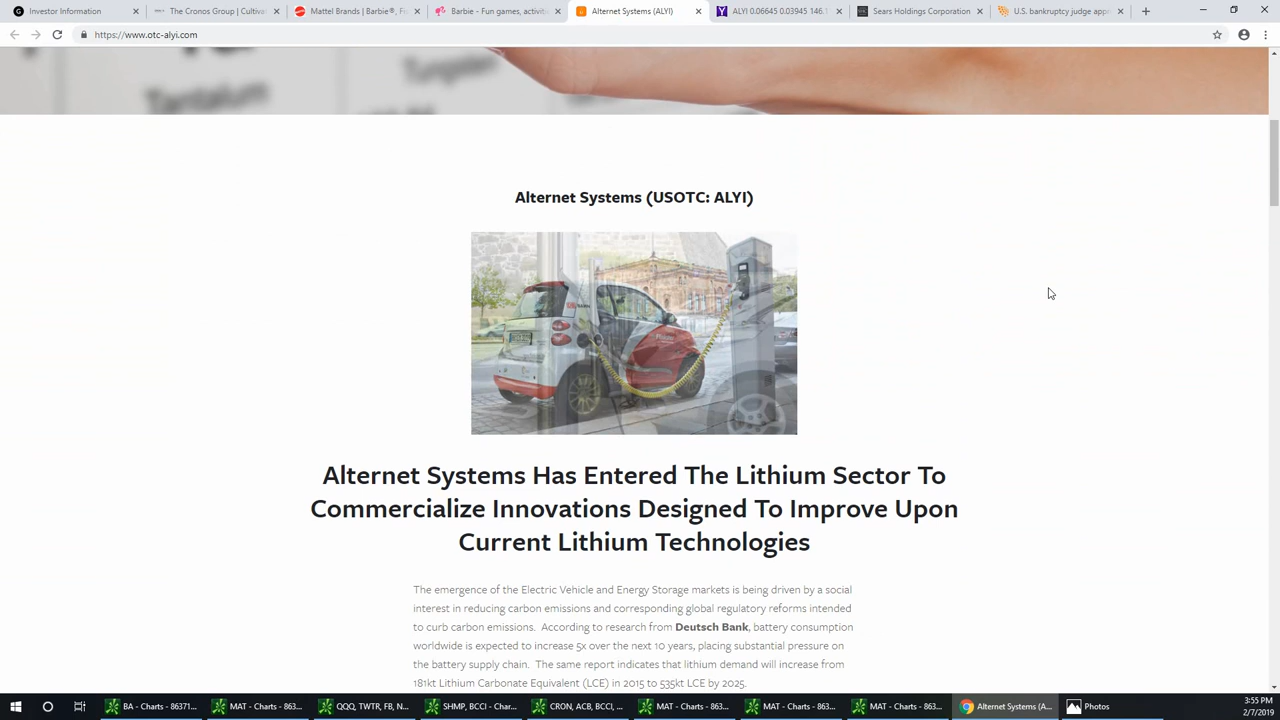 Investor Information
The Cronos Group | Cultivat
Mattel Brands | Barbie®, Fi
Barbie - Fun games, activiti
Alternet Systems (ALYI)
ALYI 0.06645 0.03945 146.1
Sears Holdings Corporation
U.S. bankruptcy judge appr
https://www.otc-alyi.com
Tungsten
Tantalum
Alternet Systems (USOTC: ALYI)
Alternet Systems Has Entered The Lithium Sector To
Commercialize Innovations Designed To Improve Upon
Current Lithium Technologies
The emergence of the Electric Vehicle and Energy Storage markets is being driven by a social
interest in reducing carbon emissions and corresponding global regulatory reforms intended
to curb carbon emissions. According to research from Deutsch Bank, battery consumption
worldwide is expected to increase 5x over the next 10 years, placing substantial pressure on
the battery supply chain. The same report indicates that lithium demand will increase from
181kt Lithium Carbonate Equivalent (LCE) in 2015 to 535kt LCE by 2025.
BA - Charts - 86371...
MAT - Charts - 863...
QQQ, TWTR, FB, N...
SHMP, BCCI - Char...
CRON, ACB, BCCI, ...
MAT - Charts - 863...
MAT - Charts - 863...
MAT - Charts - 863...
Alternet Systems (A...
Photos
3:55 PM
2/7/2019